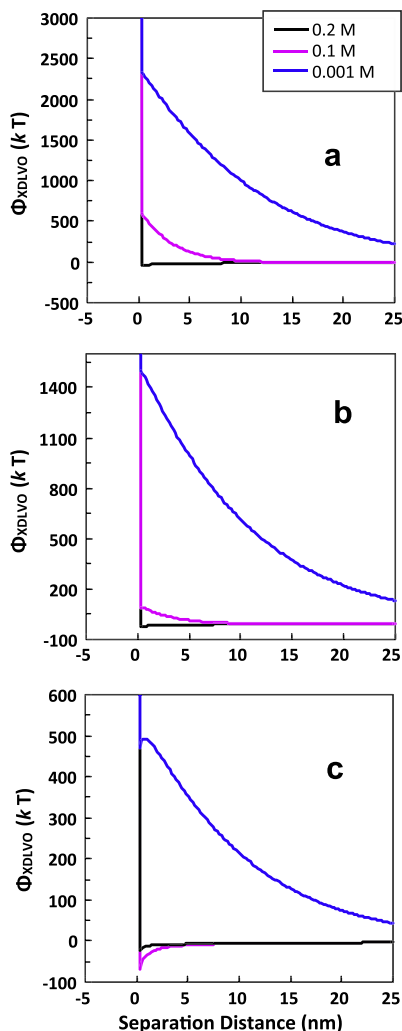 0.2 M
0.1 M
0.001 M
a
3000
2500
2000
1500
1000
500
0
-500
ΦXDLVO (k T)
-5 0 5 10 15 20 25
b
1400
1100
800
500
200
-100
ΦXDLVO (k T)
-5 0 5 10 15 20 25
c
600
500
400
300
200
100
0
-100
ΦXDLVO (k T)
-5 0 5 10 15 20 25
Separation Distance (nm)